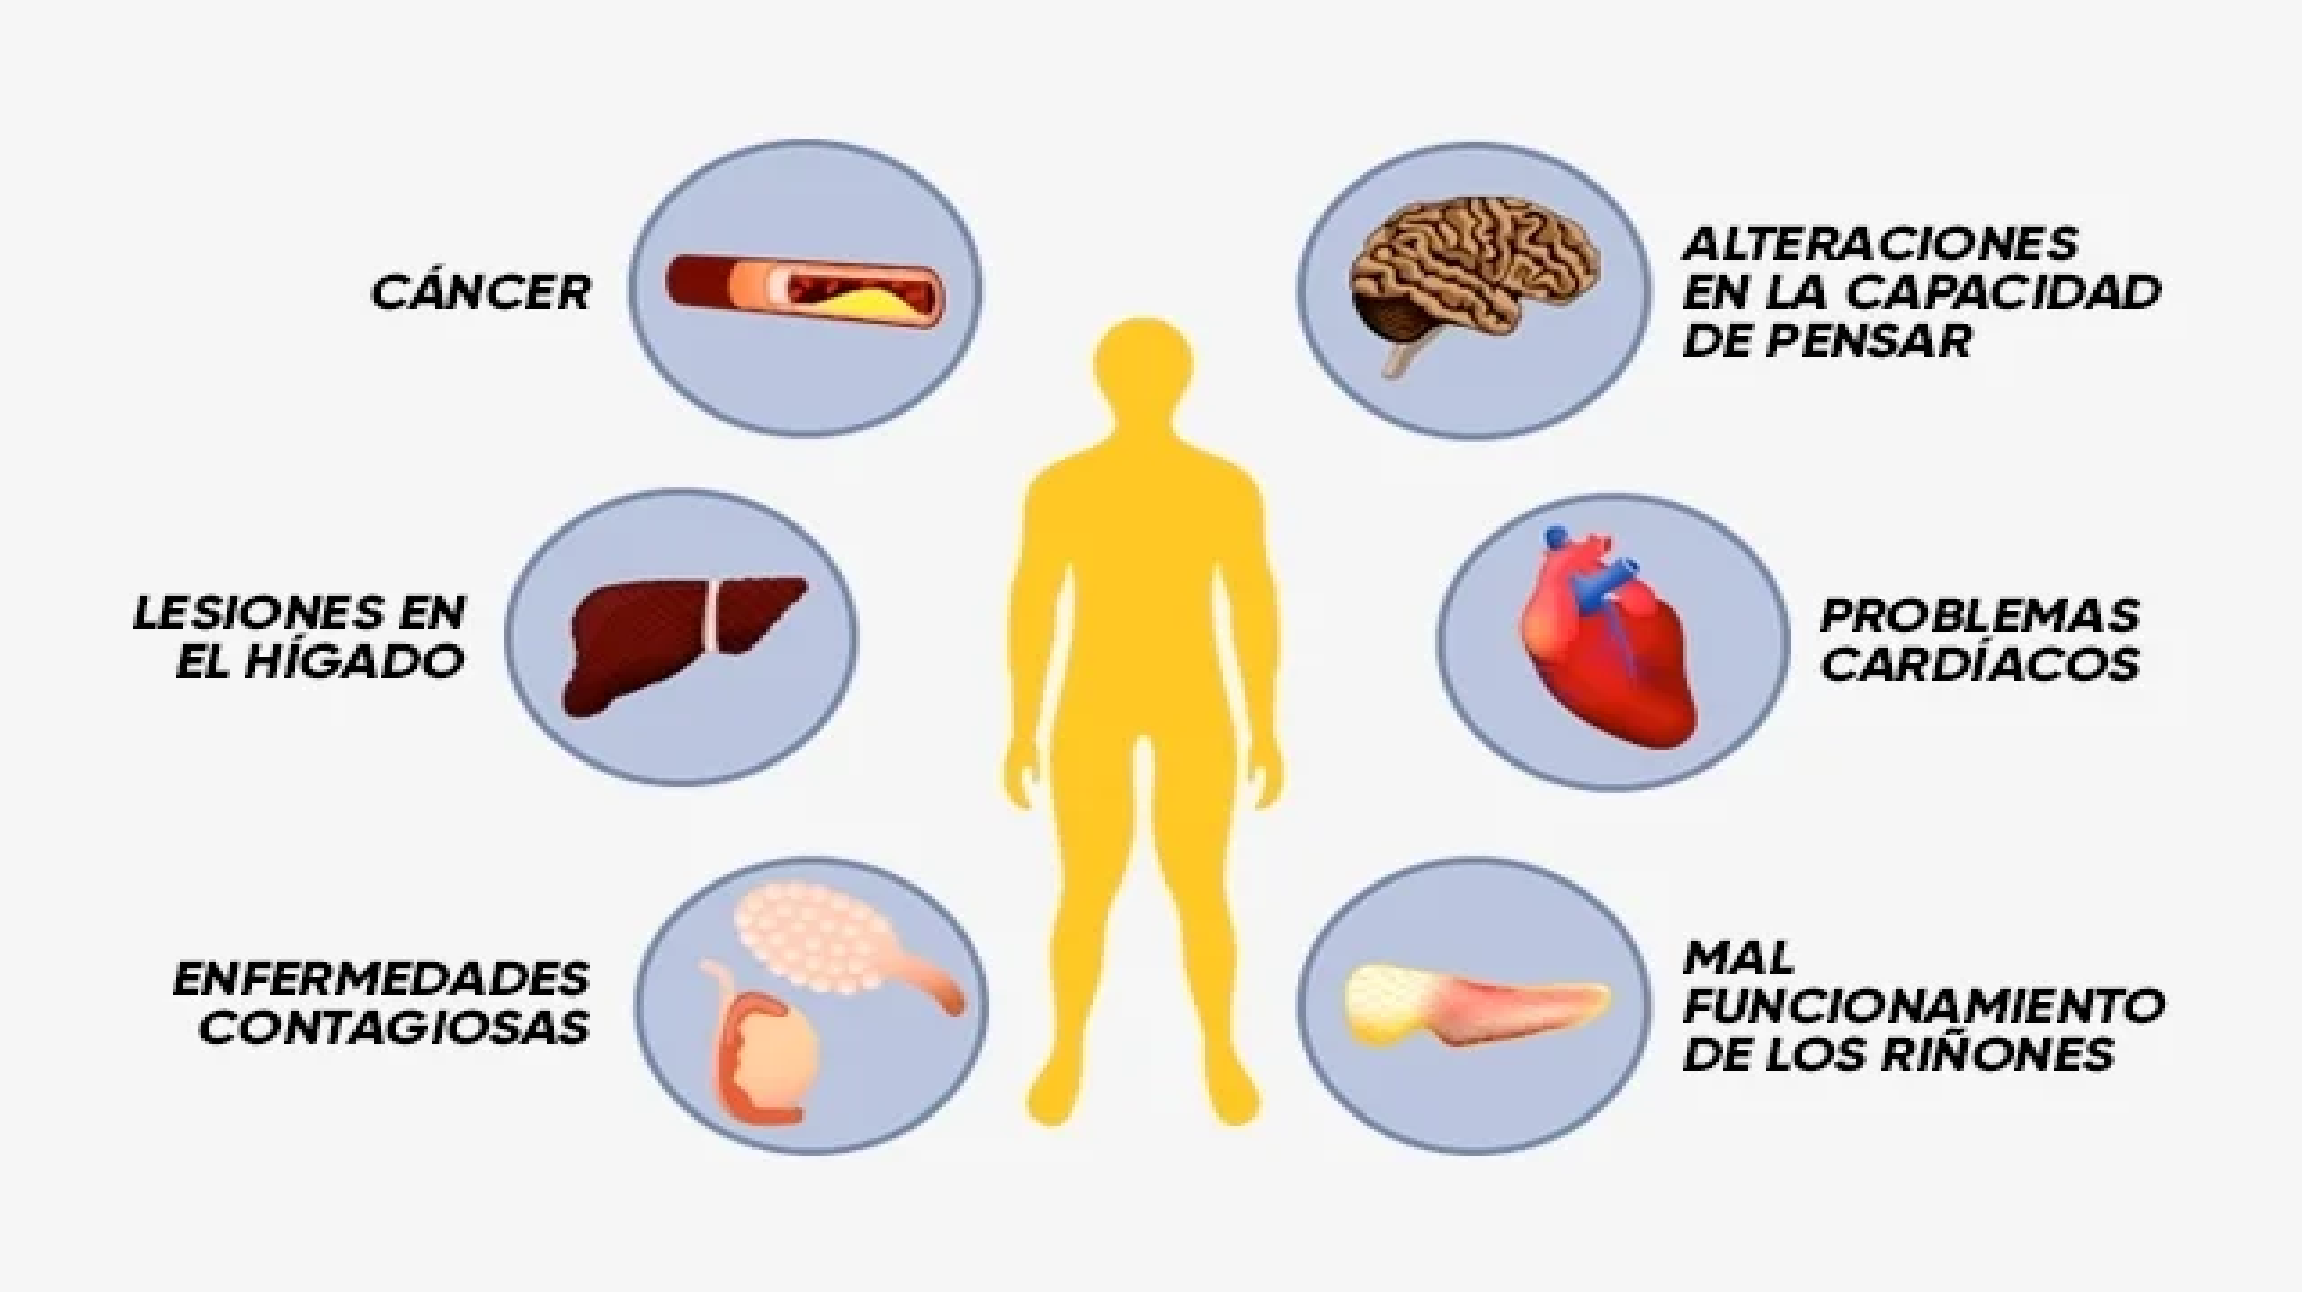 CÁNCER
ALTERACIONES
EN LA CAPACIDAD
DE PENSAR
LESIONES EN
EL HÍGADO
PROBLEMAS
CARDÍACOS
ENFERMEDADES
CONTAGIOSAS
MAL
FUNCIONAMIENTO
DE LOS RIÑONES